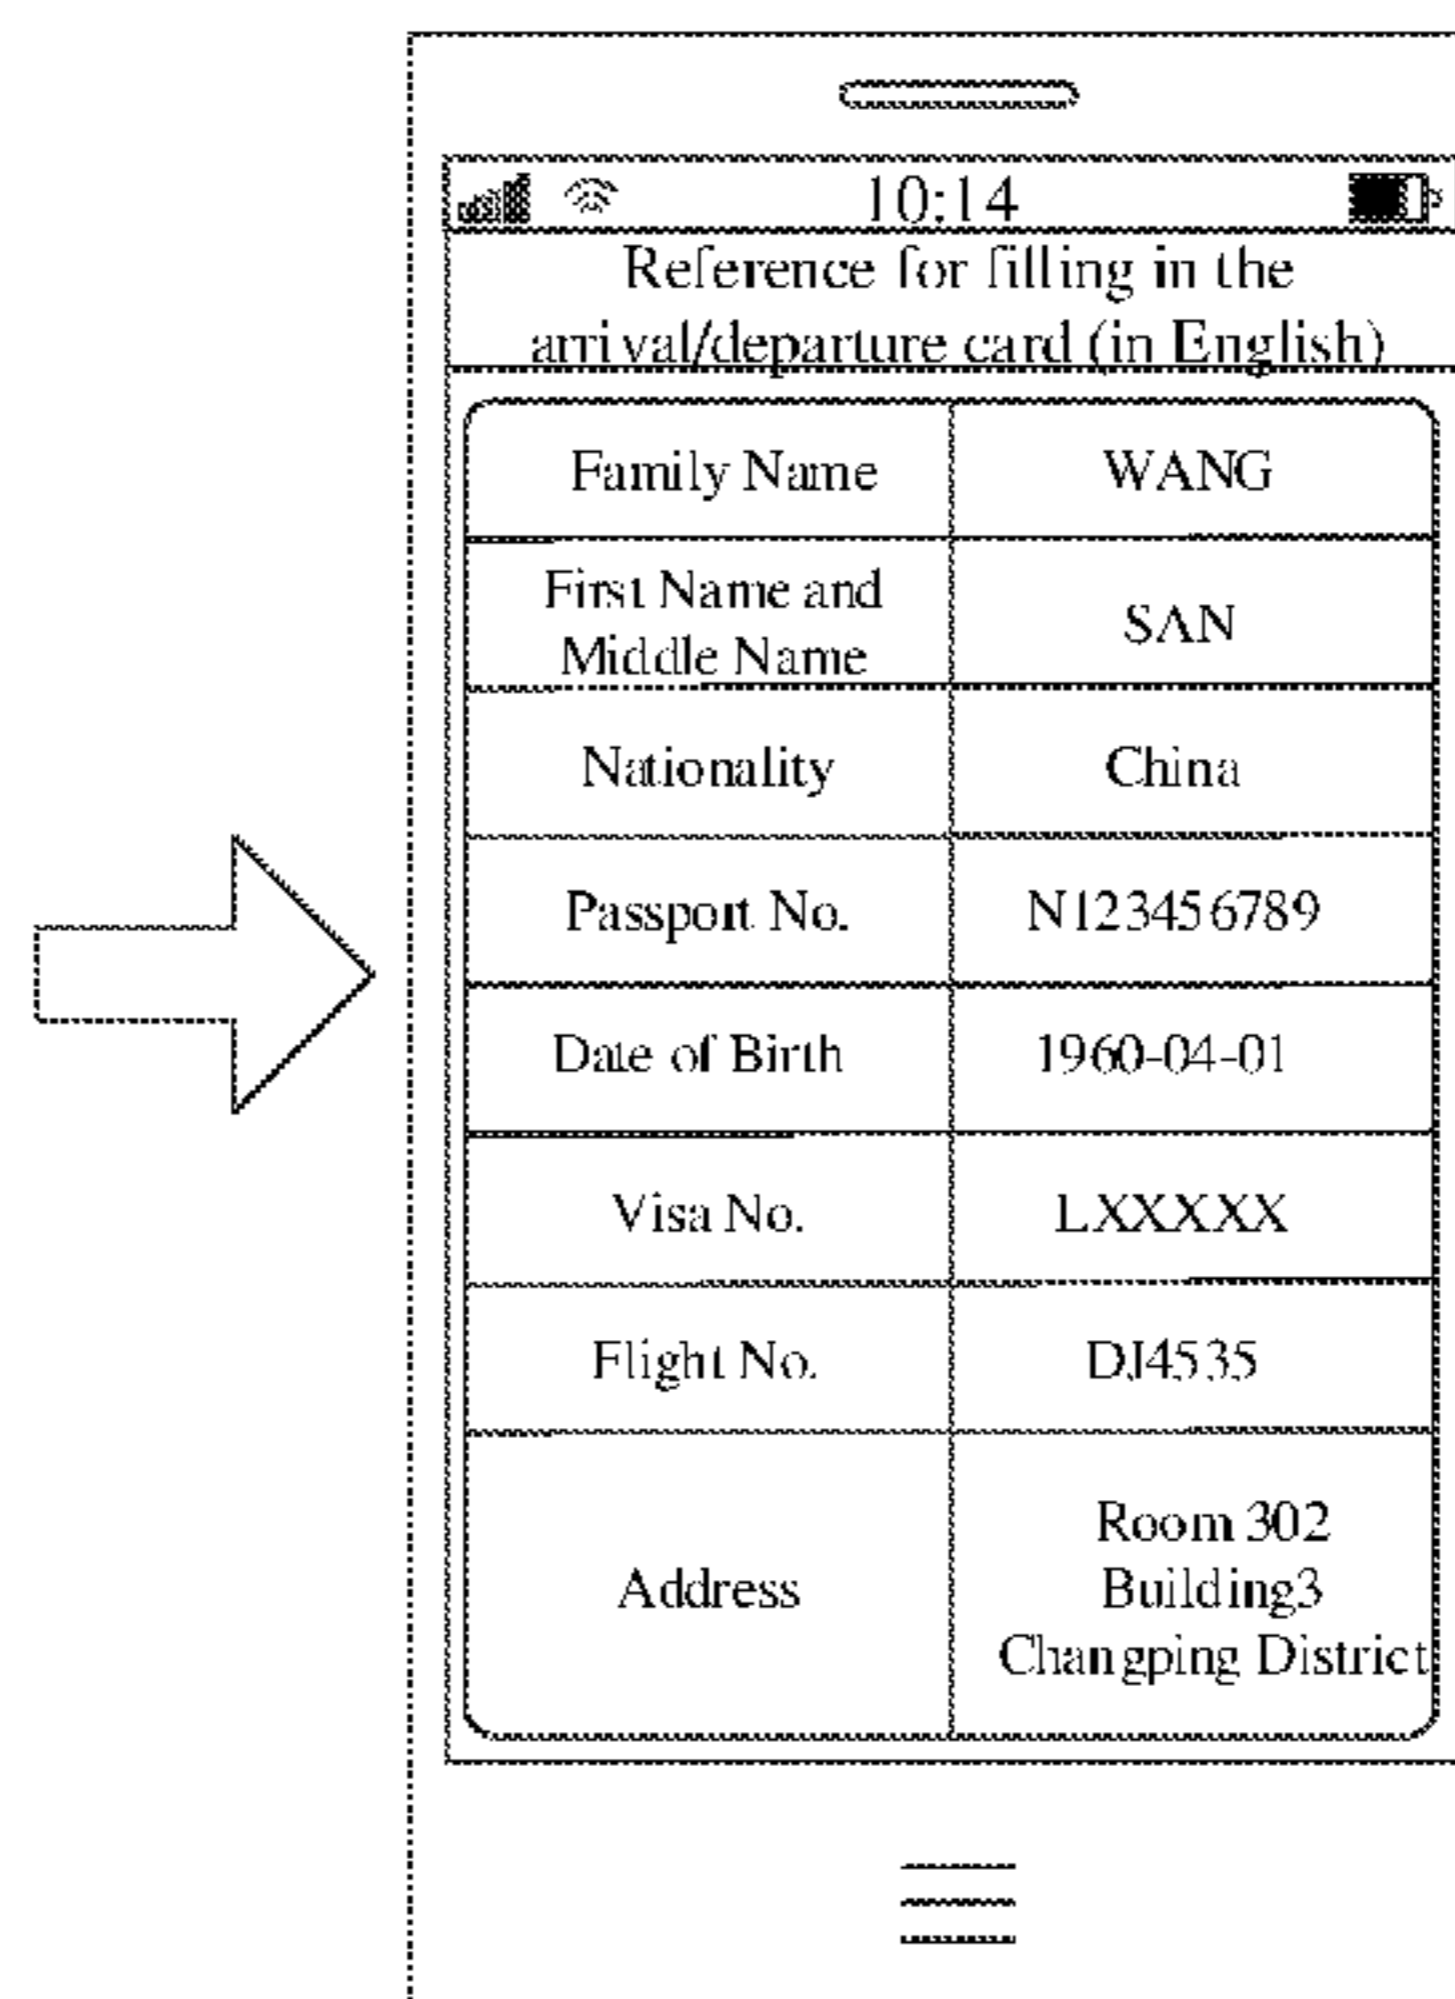 10:14
Reference for filling in the
arrival/departure card (in English)
Family Name WANG
First Name and
Middle Name
SAN
Nationality China
Passport No. N123456789
Date of Birth 1960-04-01
Visa No. LXXXXX
Flight No. DJ4535
Address
Room 302
Building3
Changping District